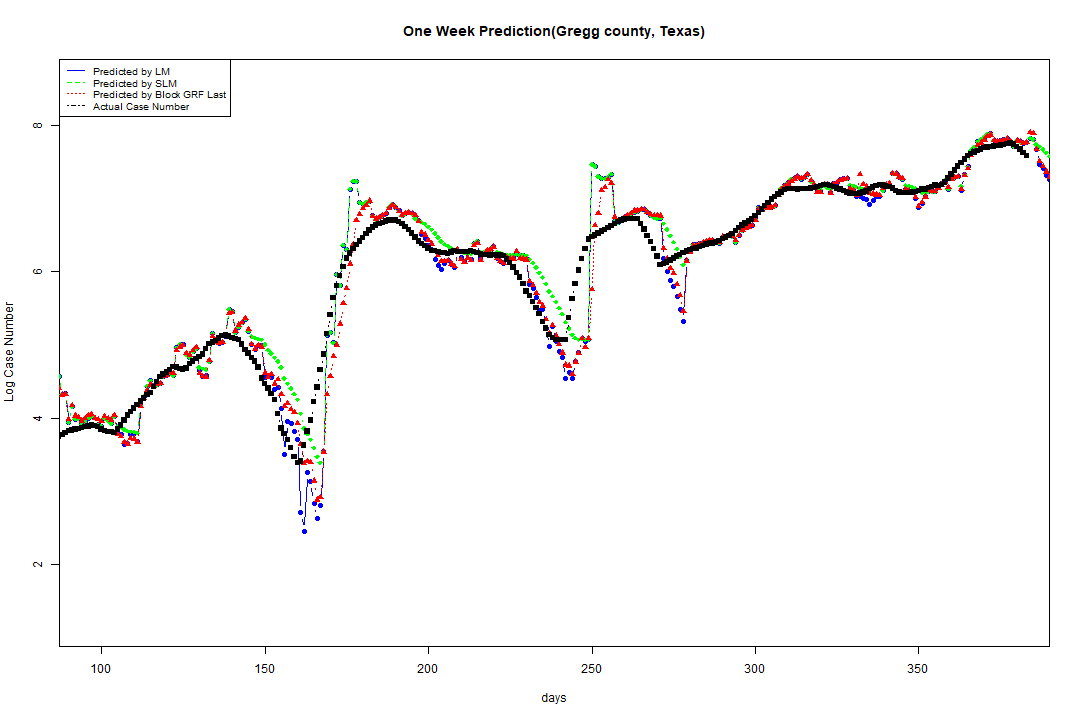 One Week Prediction(Gregg county, Texas)
Predicted by LM
Predicted by SLM
Predicted by Block GRF Last
Actual Case Number
8
6
4
2
Log Case Number
100 150 200 250 300 350
days